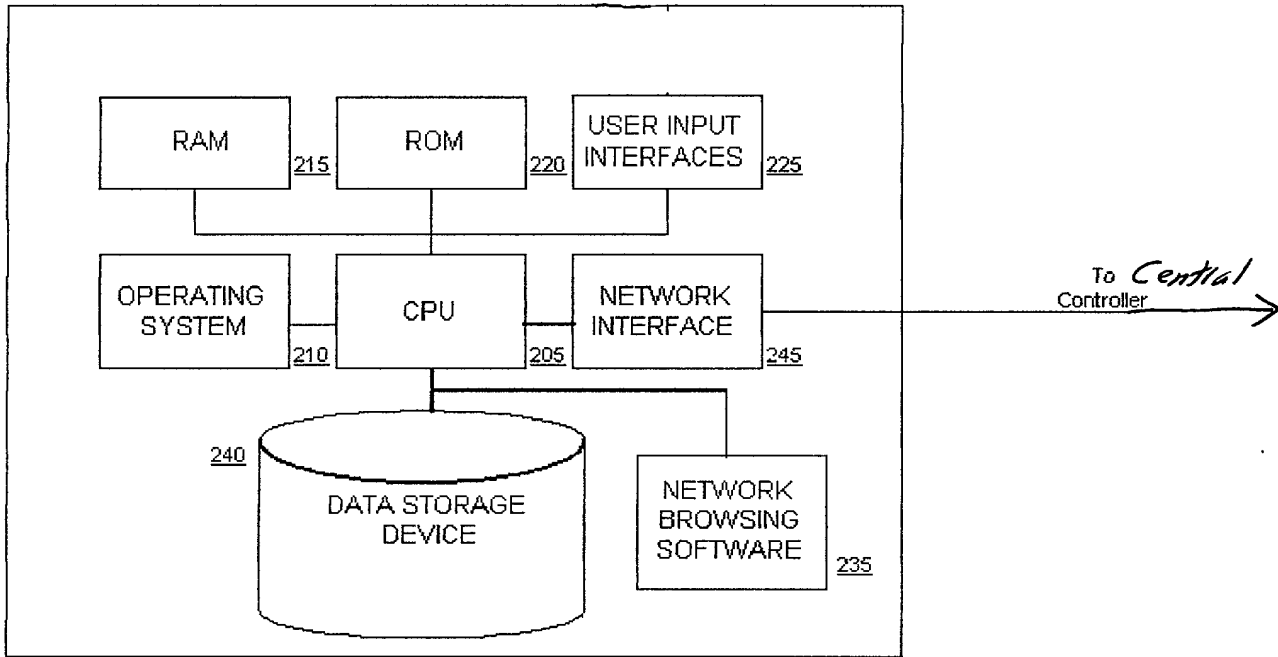 RAM
215
ROM
220
USER INPUT
INTERFACES
225
OPERATING
SYSTEM
210
CPU
205
NETWORK
INTERFACE
245
To Central
Controller
240
DATA STORAGE
DEVICE
NETWORK
BROWSING
SOFTWARE
235